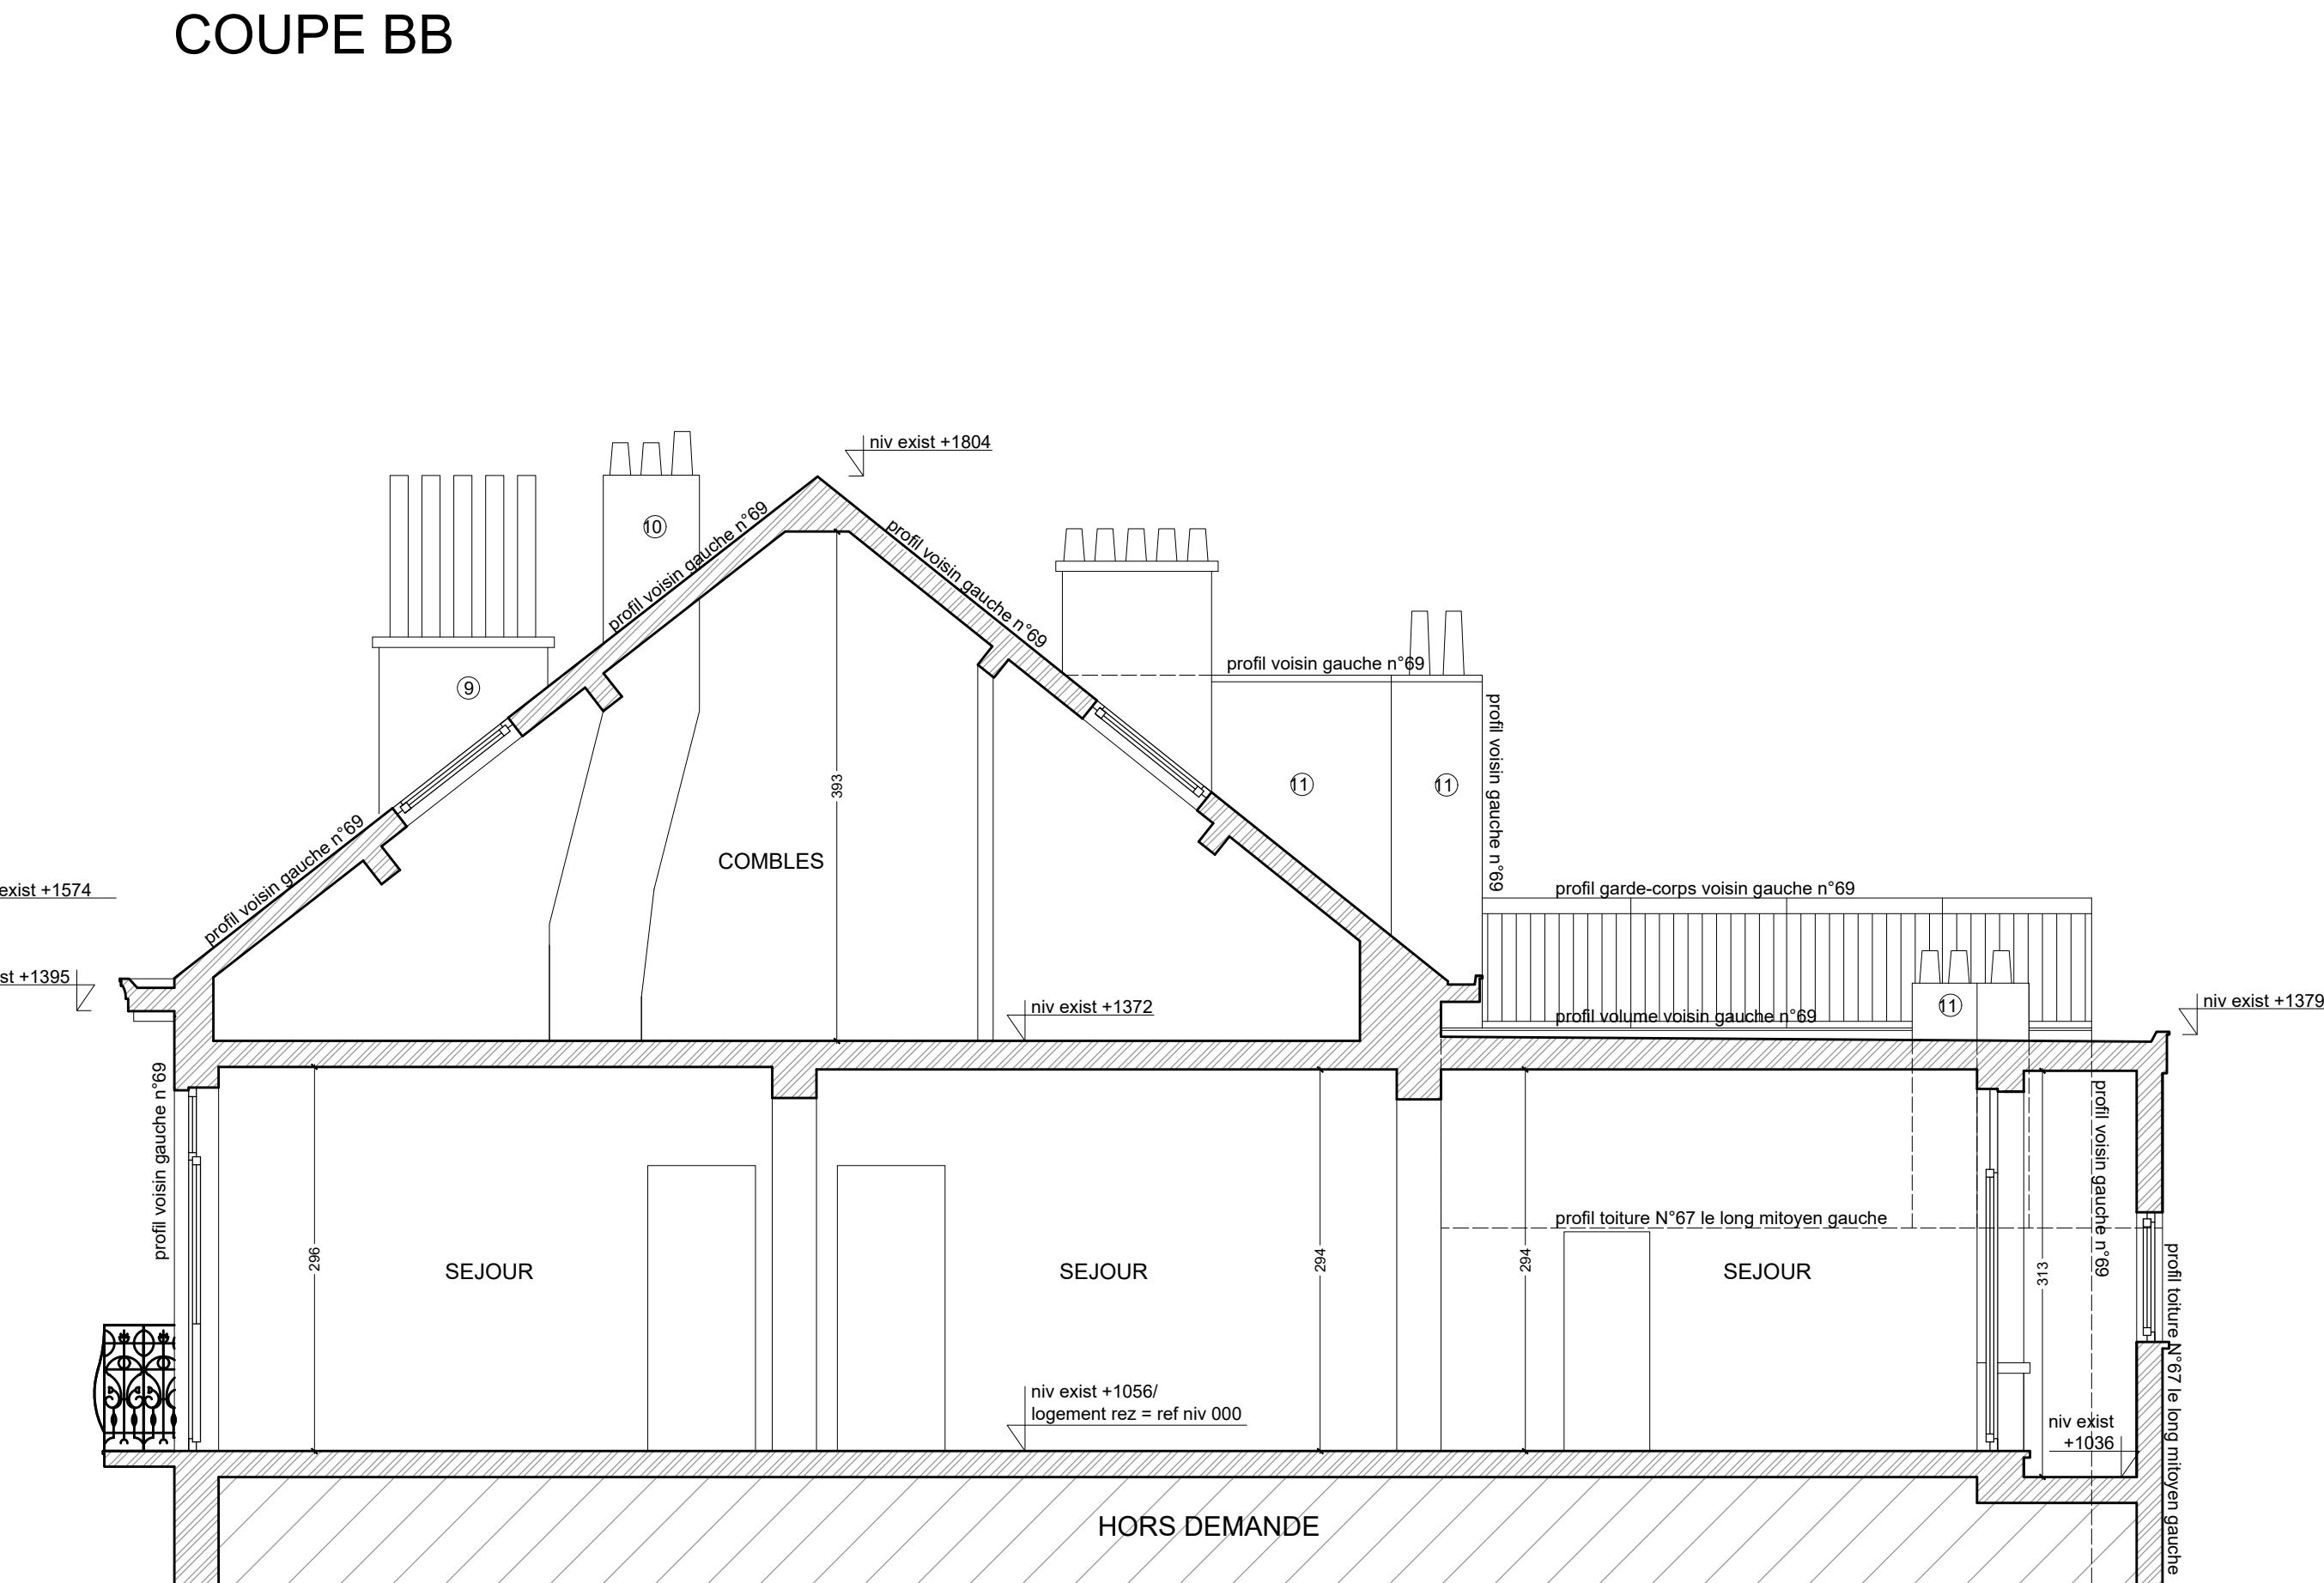 COUPE BB
niv exist +1804
10
profil voisin gauche n°69
profil voisin gauche n°69
9
profil voisin gauche n°69
profil voisin gauche n°69
393
11
11
profil voisin gauche n°69
COMBLES
exist +1574
profil garde-corps voisin gauche n°69
st +1395
niv exist +1372
11
niv exist +1379
profil volume voisin gauche n°69
profil voisin gauche n°69
profil voisin gauche n°69
profil toiture N°67 le long mitoyen gauche
296
294
294
313
SEJOUR
SEJOUR
SEJOUR
profil toiture N°67 le long mitoyen gauche
niv exist +1056/
logement rez = ref niv 000
niv exist
+1036
HORS DEMANDE